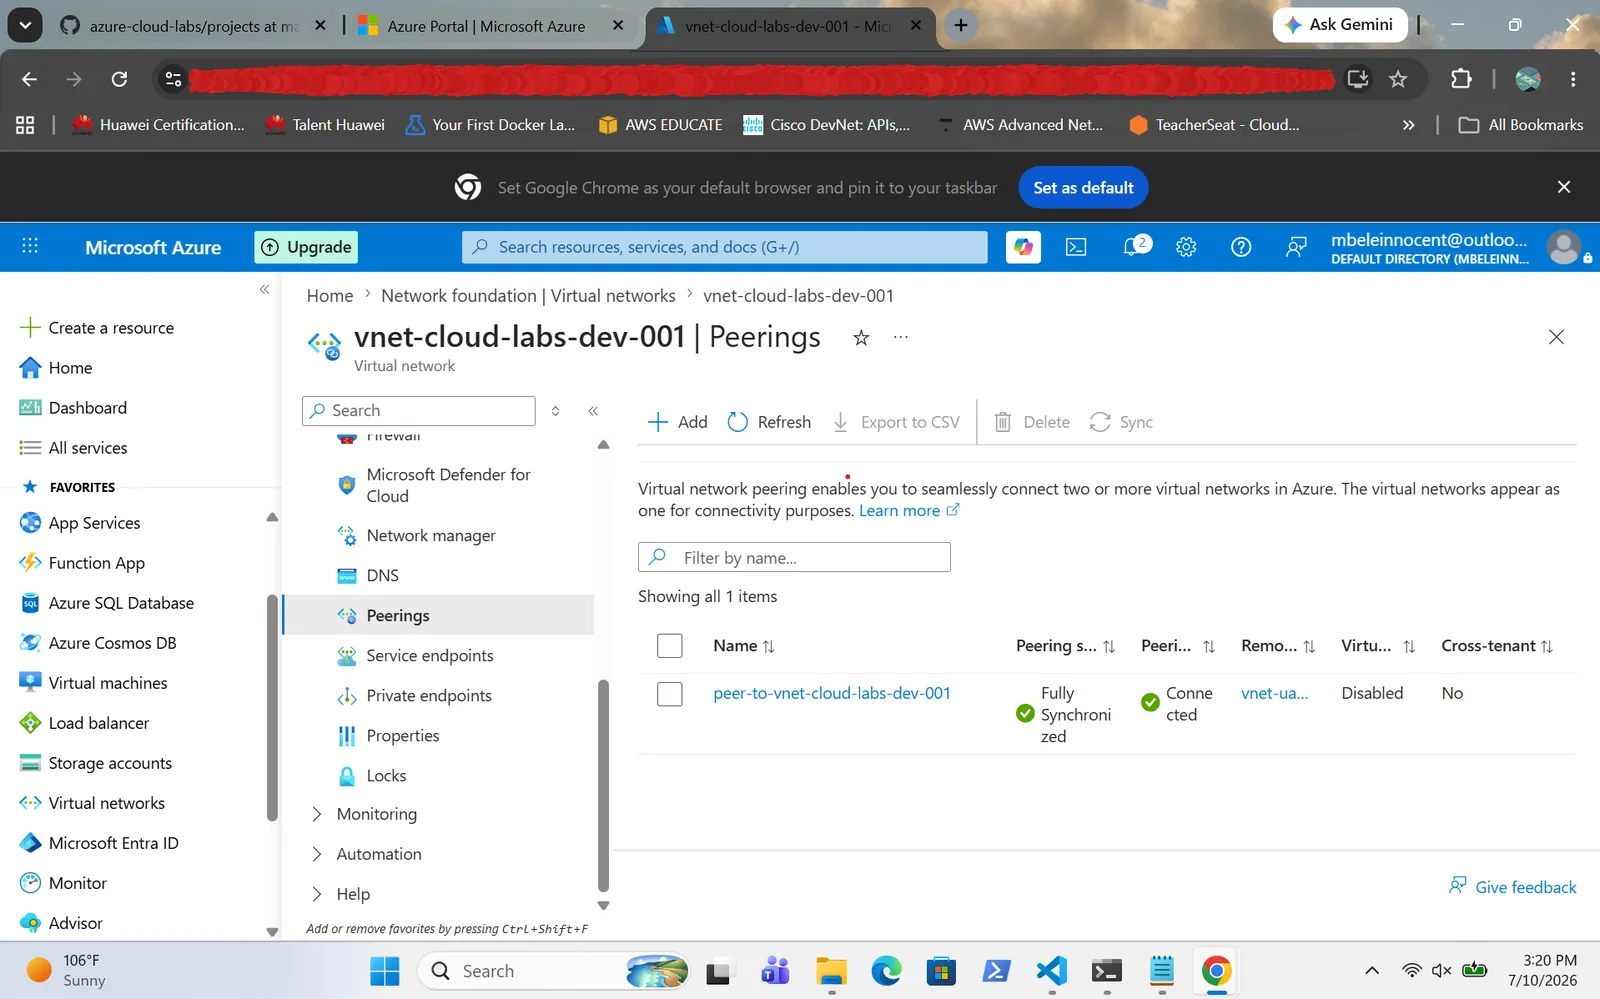 azure-cloud-labs/projects at ma
Azure Portal | Microsoft Azure
vnet-cloud-labs-dev-001 - Micr
Ask Gemini
Huawei Certification...
Talent Huawei
Your First Docker La...
AWS EDUCATE
Cisco DevNet: APIs,...
AWS Advanced Net...
TeacherSeat - Cloud...
All Bookmarks
Set Google Chrome as your default browser and pin it to your taskbar
Set as default
Microsoft Azure
Upgrade
Search resources, services, and docs (G+/)
2
mbeleinnocent@outloo...
DEFAULT DIRECTORY (MBELEINN...
Create a resource
Home
Dashboard
All services
FAVORITES
App Services
Function App
Azure SQL Database
Azure Cosmos DB
Virtual machines
Load balancer
Storage accounts
Virtual networks
Microsoft Entra ID
Monitor
Advisor
Home > Network foundation | Virtual networks > vnet-cloud-labs-dev-001
vnet-cloud-labs-dev-001 | Peerings
Virtual network
Search
Firewall
Microsoft Defender for
Cloud
Network manager
DNS
Peerings
Service endpoints
Private endpoints
Properties
Locks
Monitoring
Automation
Help
Add or remove favorites by pressing Ctrl+Shift+F
Add
Refresh
Export to CSV
Delete
Sync
Virtual network peering enables you to seamlessly connect two or more virtual networks in Azure. The virtual networks appear as
one for connectivity purposes. Learn more
Filter by name...
Showing all 1 items
Name Peering s... Peeri... Remo... Virtu... Cross-tenant
peer-to-vnet-cloud-labs-dev-001
Fully
Synchroni
zed
Conne
cted
vnet-ua...
Disabled
No
Give feedback
106°F
Sunny
Search
3:20 PM
7/10/2026